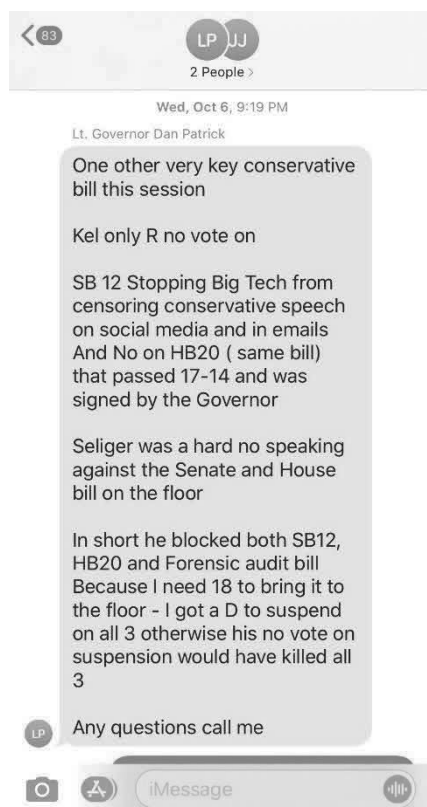 83
LP JJ
2 People >
Wed, Oct 6, 9:19 PM
Lt. Governor Dan Patrick
One other very key conservative
bill this session
Kel only R no vote on
SB 12 Stopping Big Tech from
censoring conservative speech
on social media and in emails
And No on HB20 ( same bill)
that passed 17-14 and was
signed by the Governor
Seliger was a hard no speaking
against the Senate and House
bill on the floor
In short he blocked both SB12,
HB20 and Forensic audit bill
Because I need 18 to bring it to
the floor - I got a D to suspend
on all 3 otherwise his no vote on
suspension would have killed all
3
Any questions call me
LP
iMessage